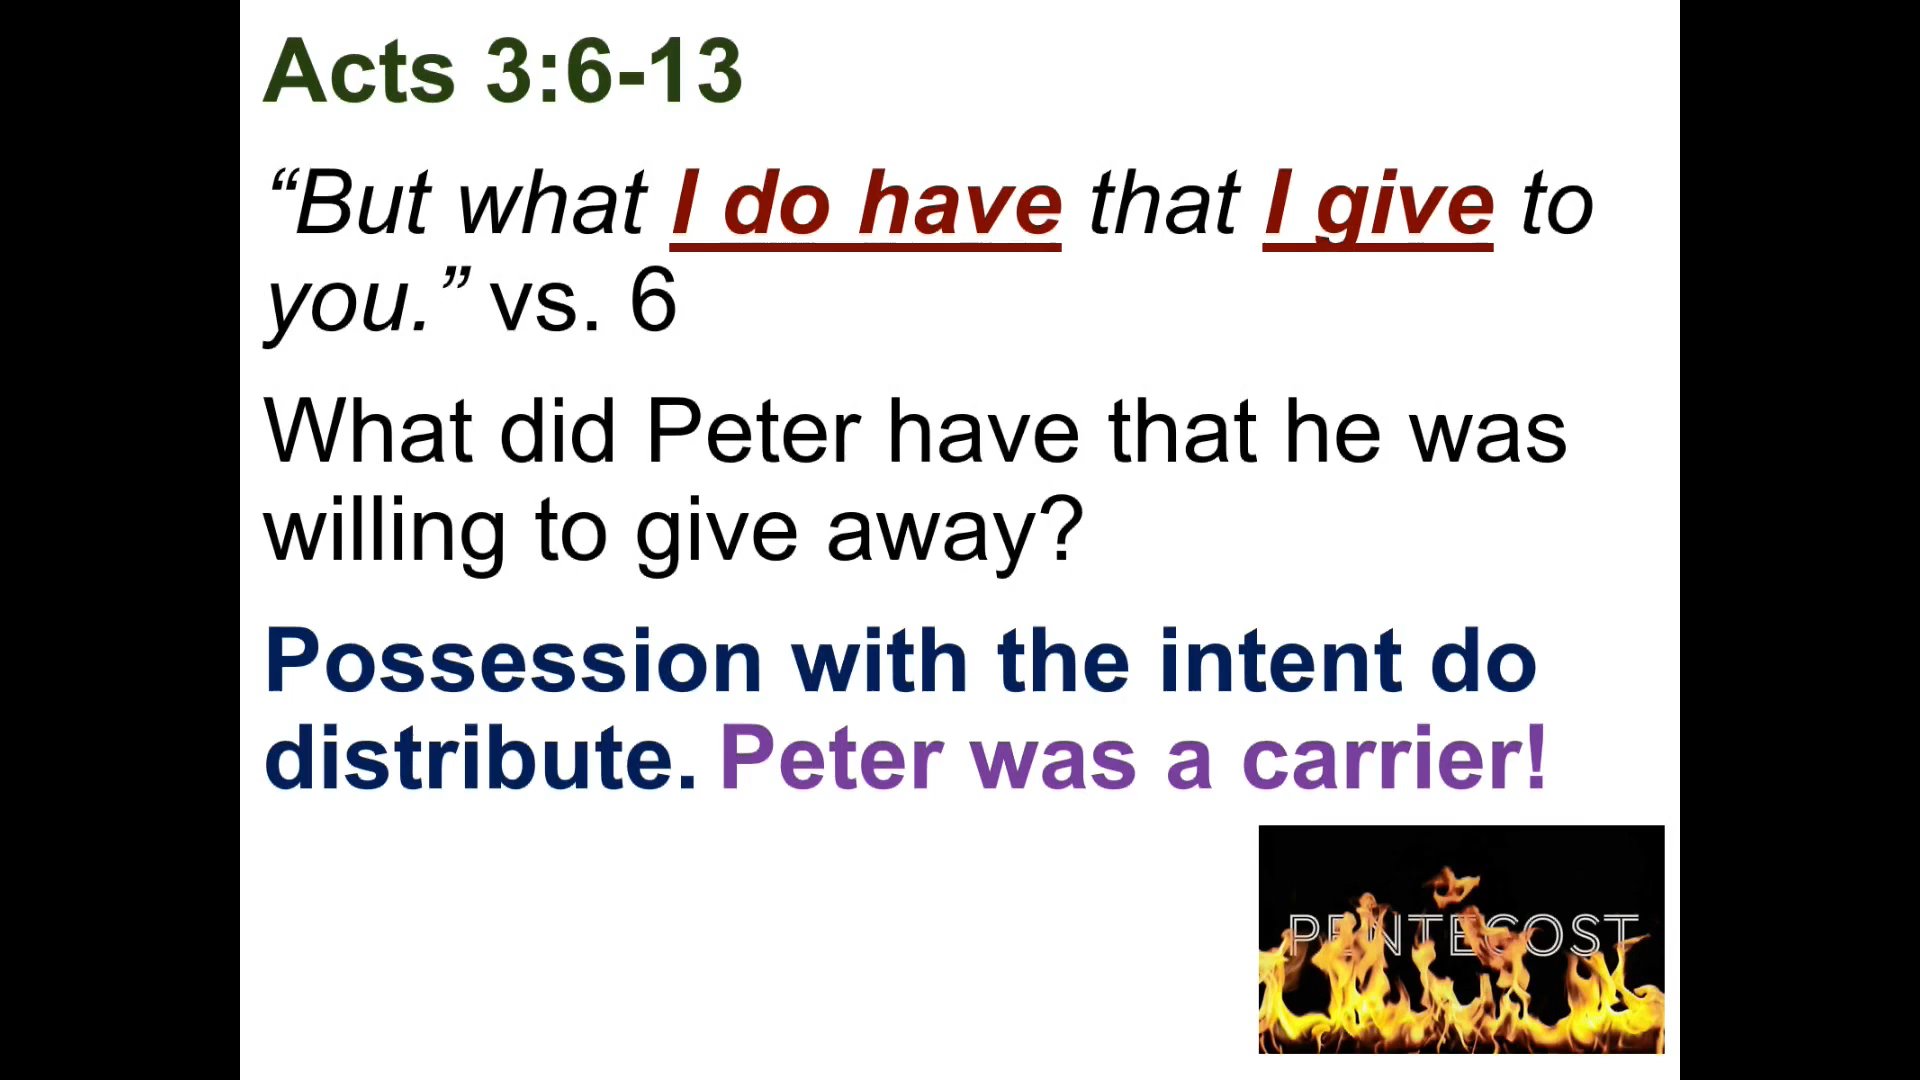 Acts 3:6-13
“But what I do have that I give to
you.” vs. 6
What did Peter have that he was
willing to give away?
Possession with the intent do
distribute. Peter was a carrier!
PENTECOST